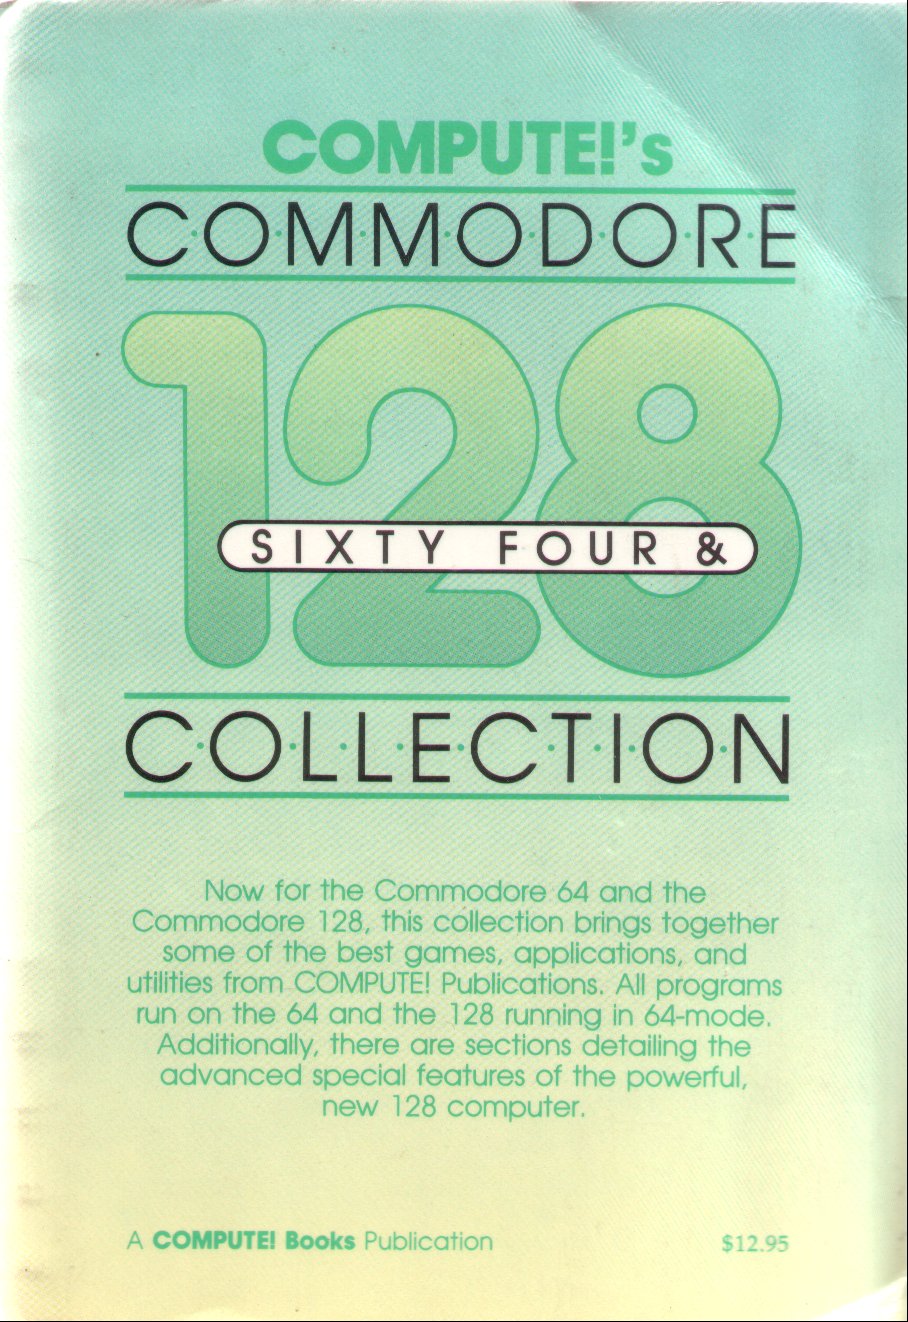 COMPUTE!'s
C·O·M·M·O·D·O·R·E
128
SIXTY FOUR &
C·O·L·L·E·C·T·I·O·N
Now for the Commodore 64 and the
Commodore 128, this collection brings together
some of the best games, applications, and
utilities from COMPUTE! Publications. All programs
run on the 64 and the 128 running in 64-mode.
Additionally, there are sections detailing the
advanced special features of the powerful,
new 128 computer.
A COMPUTE! Books Publication $12.95